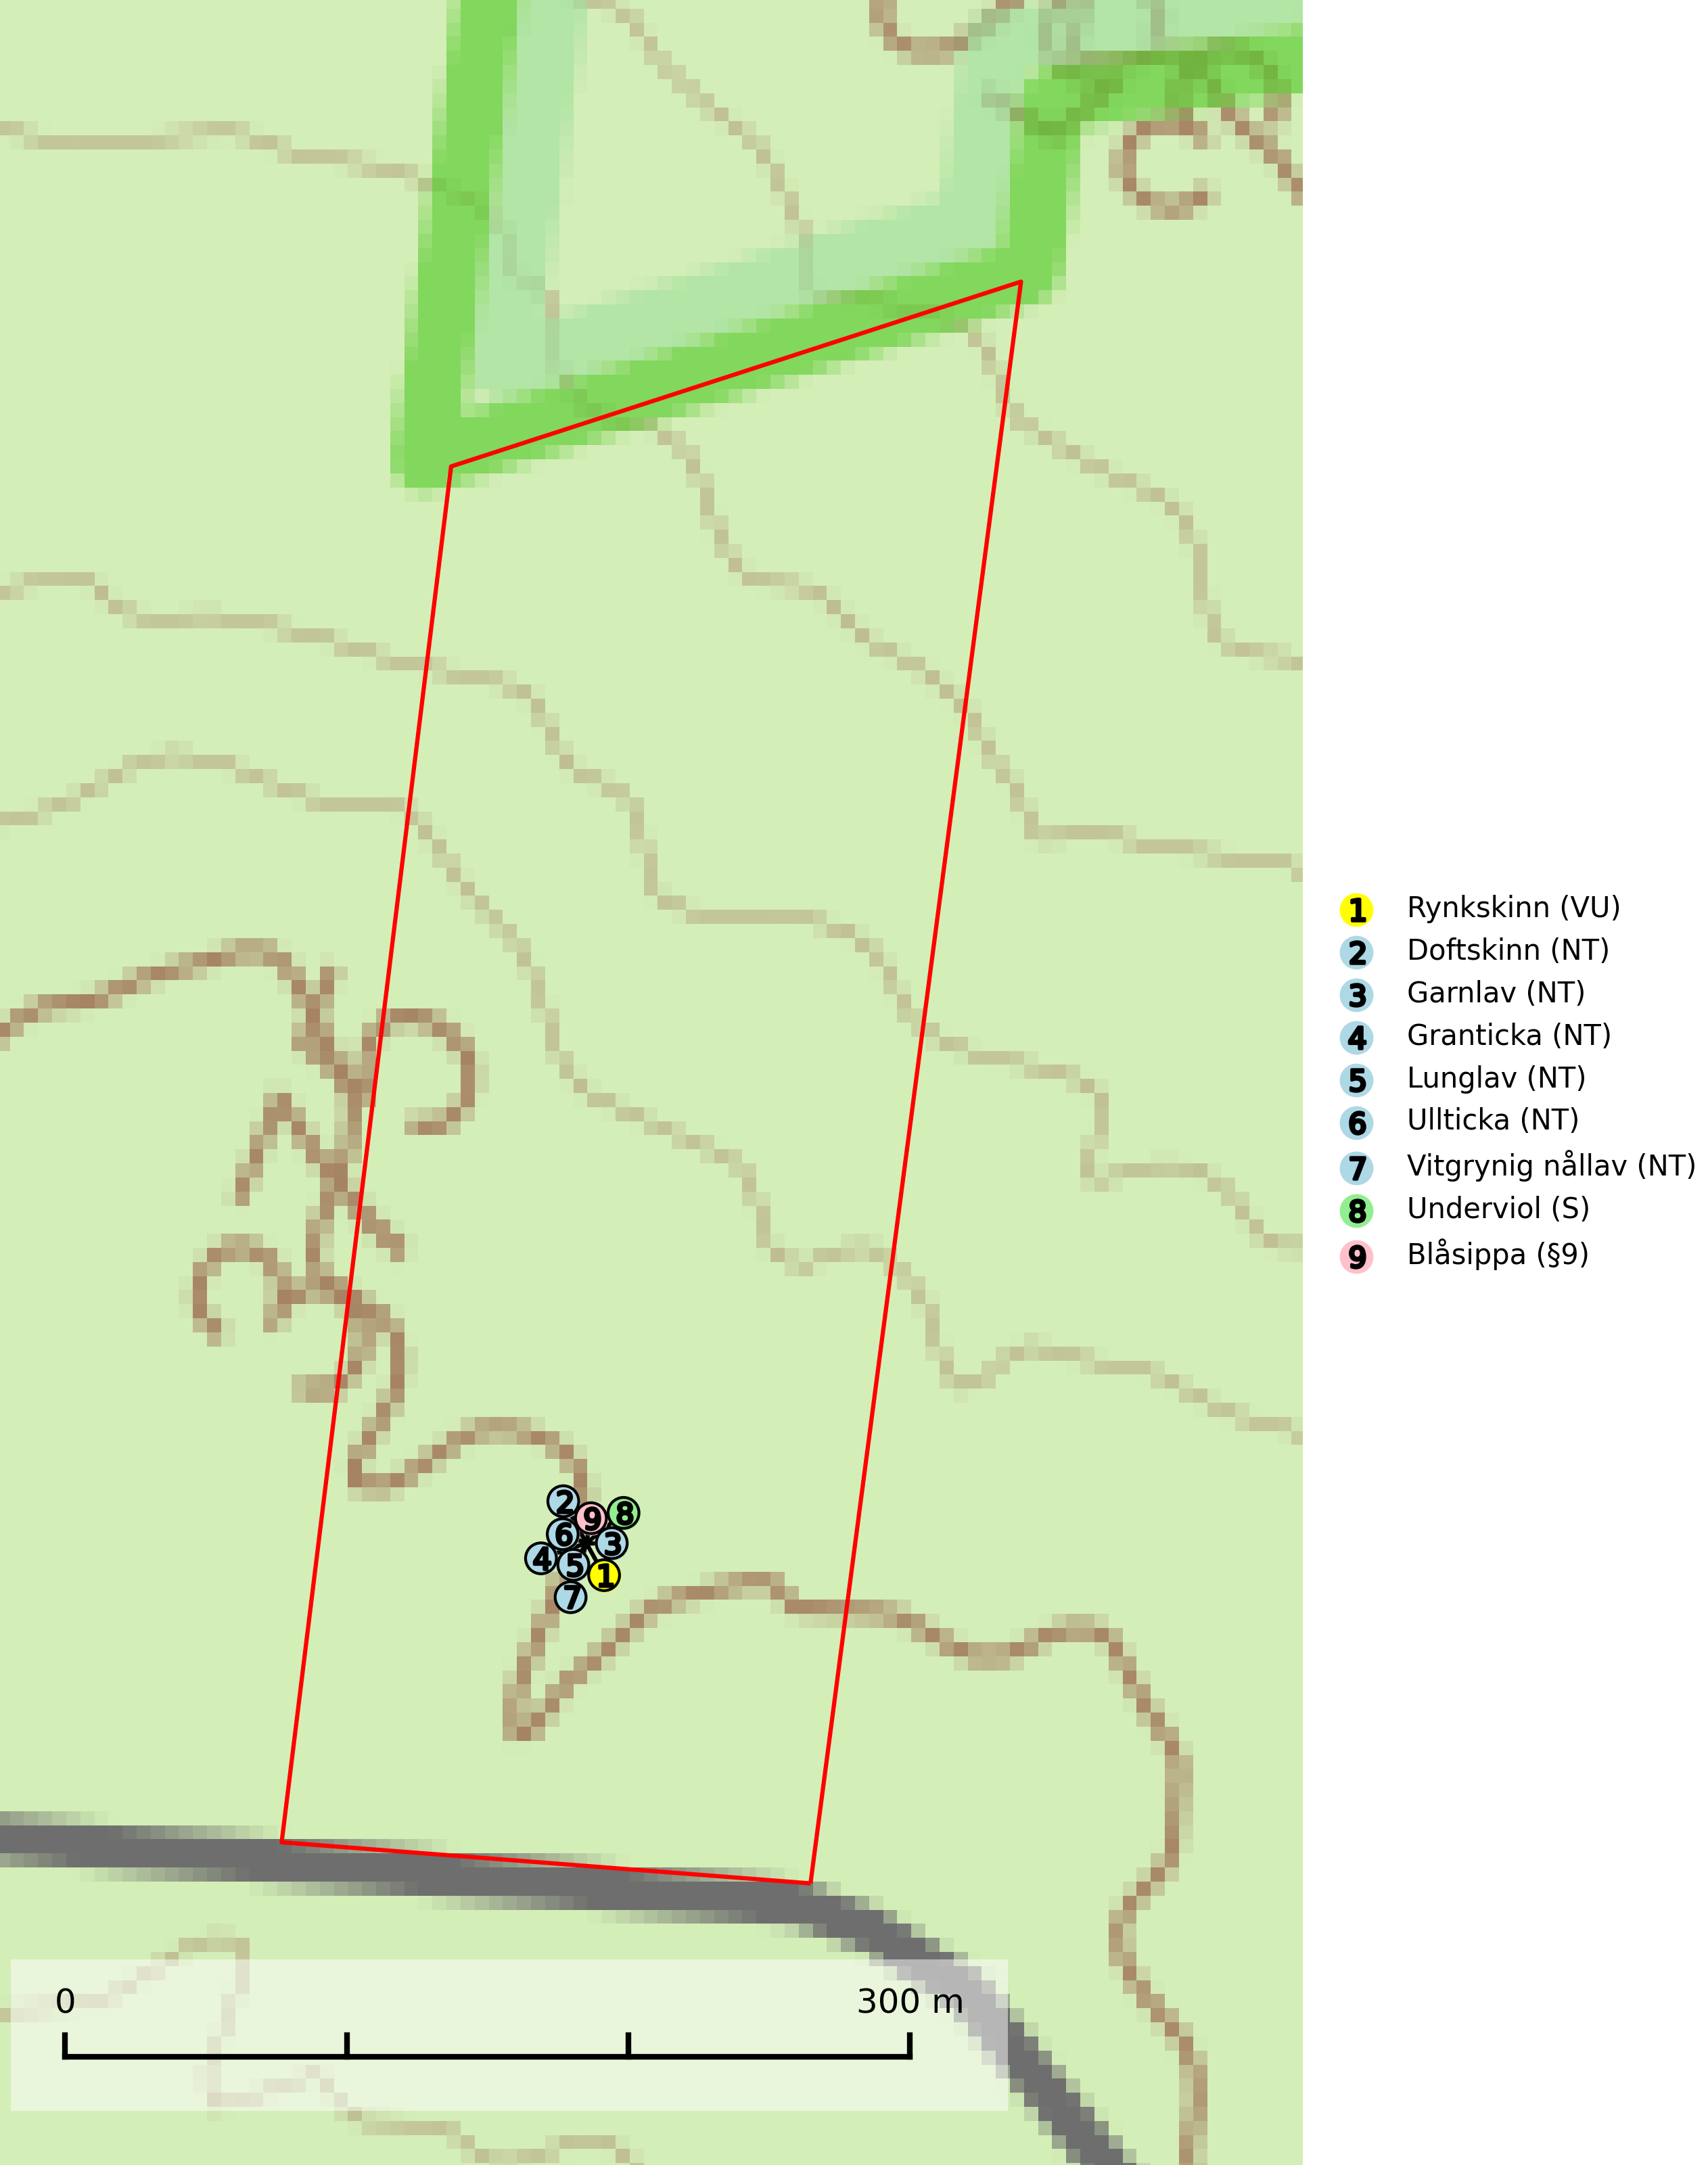 1 Rynkskinn (VU)
2 Doftskinn (NT)
3 Garnlav (NT)
4 Granticka (NT)
5 Lunglav (NT)
6 Ullticka (NT)
7 Vitgrynig nållav (NT)
8 Underviol (S)
9 Blåsippa (§9)
2
9 8
6 3
4 5 1
7
0 300 m